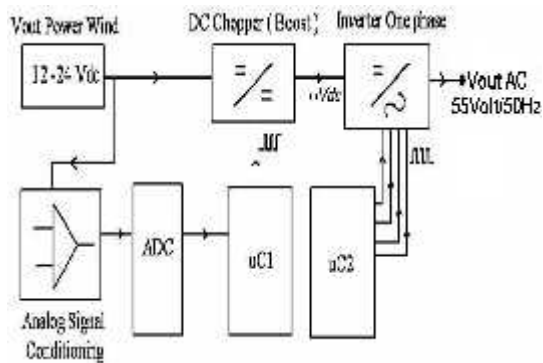 Vout Power Wind
DC Chopper ( Boost )
Inverter One phase
12 -24 Vdc
Vdc
Vout AC
55Volt/50Hz
ADC
uC1
uC2
Analog Signal
Conditioning